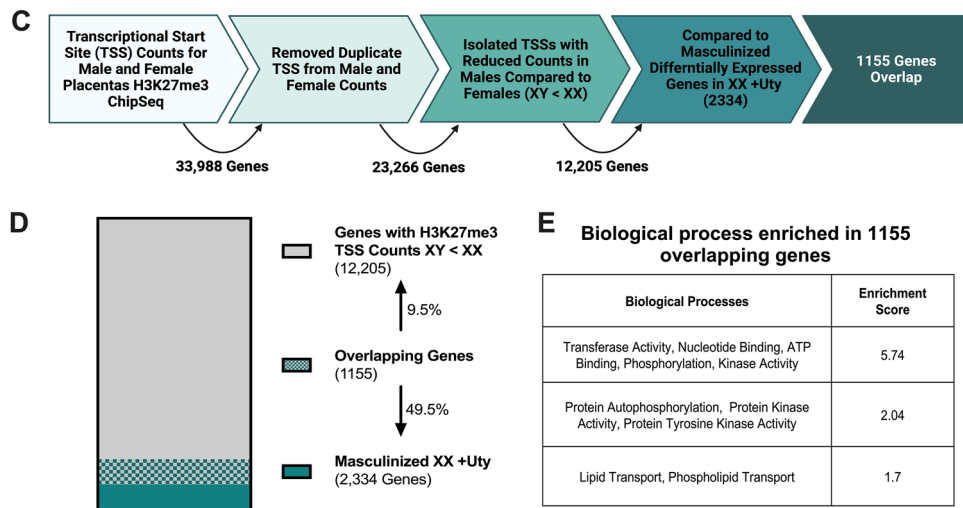 C
Transcriptional Start
Site (TSS) Counts for
Male and Female
Placentas H3K27me3
ChipSeq
Removed Duplicate
TSS from Male and
Female Counts
Isolated TSSs with
Reduced Counts in
Males Compared to
Females (XY < XX)
Compared to
Masculinized
Differntially Expressed
Genes in XX +Uty
(2334)
1155 Genes
Overlap
33,988 Genes
23,266 Genes
12,205 Genes
D
Genes with H3K27me3
TSS Counts XY < XX
(12,205)
9.5%
Overlapping Genes
(1155)
49.5%
Masculinized XX +Uty
(2,334 Genes)
E
Biological process enriched in 1155
overlapping genes
Biological Processes
Enrichment
Score
Transferase Activity, Nucleotide Binding, ATP
Binding, Phosphorylation, Kinase Activity
5.74
Protein Autophosphorylation, Protein Kinase
Activity, Protein Tyrosine Kinase Activity
2.04
Lipid Transport, Phospholipid Transport
1.7